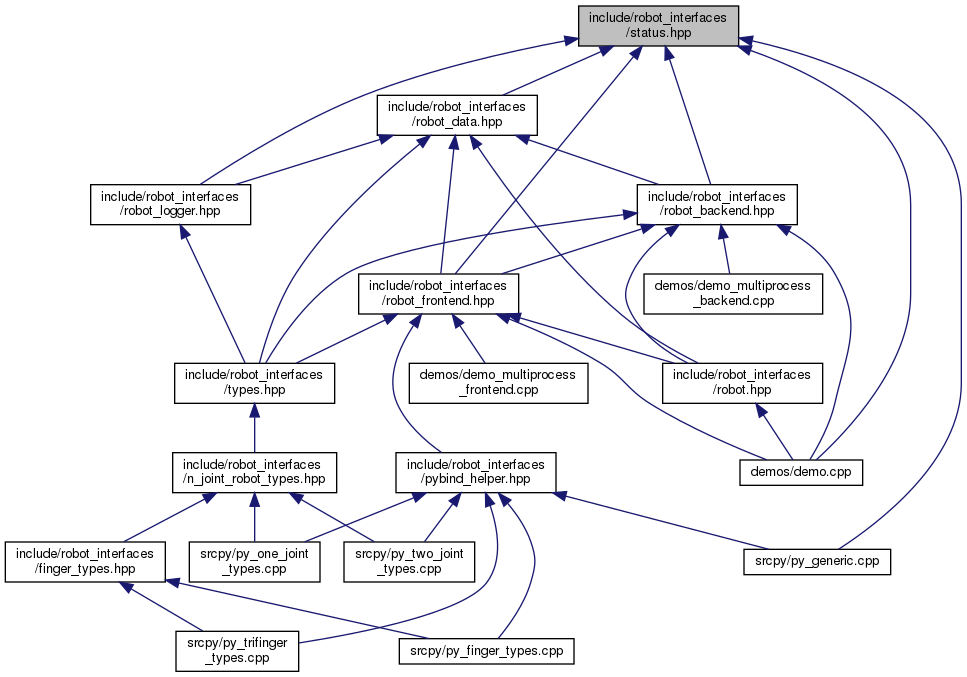 include/robot_interfaces
/status.hpp
include/robot_interfaces
/robot_data.hpp
include/robot_interfaces
/robot_logger.hpp
include/robot_interfaces
/robot_backend.hpp
include/robot_interfaces
/robot_frontend.hpp
demos/demo_multiprocess
_backend.cpp
include/robot_interfaces
/types.hpp
demos/demo_multiprocess
_frontend.cpp
include/robot_interfaces
/robot.hpp
include/robot_interfaces
/n_joint_robot_types.hpp
include/robot_interfaces
/pybind_helper.hpp
demos/demo.cpp
include/robot_interfaces
/finger_types.hpp
srcpy/py_one_joint
_types.cpp
srcpy/py_two_joint
_types.cpp
srcpy/py_generic.cpp
srcpy/py_trifinger
_types.cpp
srcpy/py_finger_types.cpp